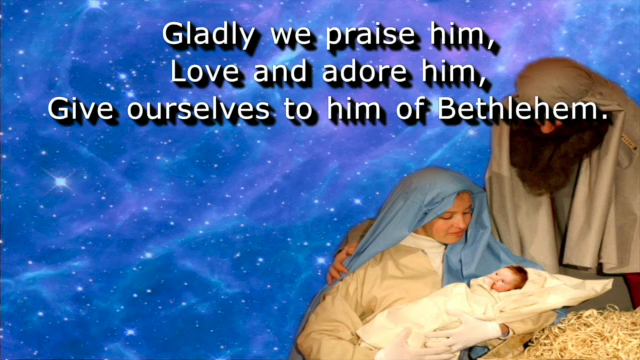 Gladly we praise him,
Love and adore him,
Give ourselves to him of Bethlehem.